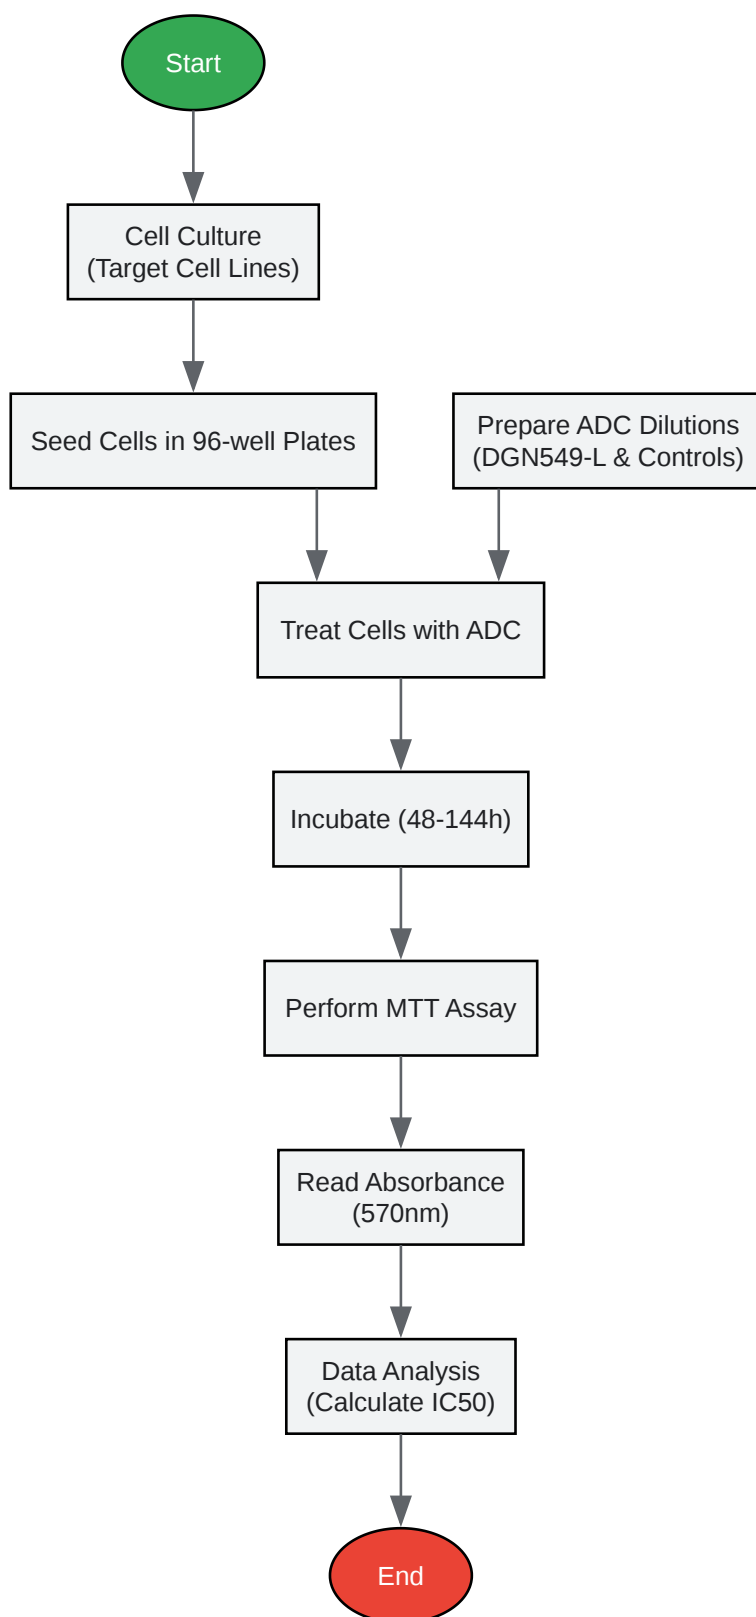 Start
Cell Culture
(Target Cell Lines)
Seed Cells in 96-well Plates
Prepare ADC Dilutions
(DGN549-L & Controls)
Treat Cells with ADC
Incubate (48-144h)
Perform MTT Assay
Read Absorbance
(570nm)
Data Analysis
(Calculate IC50)
End